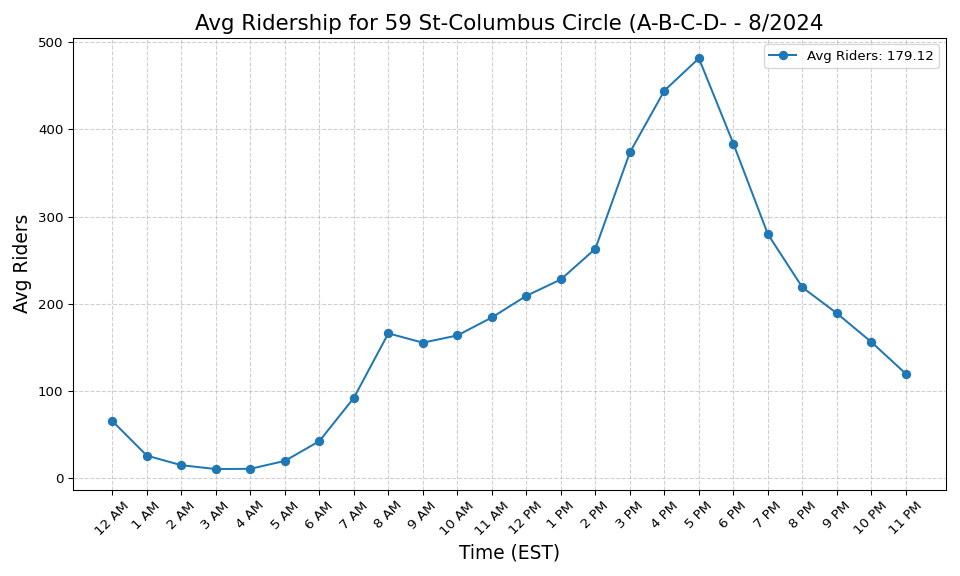 Avg Ridership for 59 St-Columbus Circle (A-B-C-D- - 8/2024
Avg Riders: 179.12
Avg Riders
500
400
300
200
100
0
12 AM
1 AM
2 AM
3 AM
4 AM
5 AM
6 AM
7 AM
8 AM
9 AM
10 AM
11 AM
12 PM
1 PM
2 PM
3 PM
4 PM
5 PM
6 PM
7 PM
8 PM
9 PM
10 PM
11 PM
Time (EST)